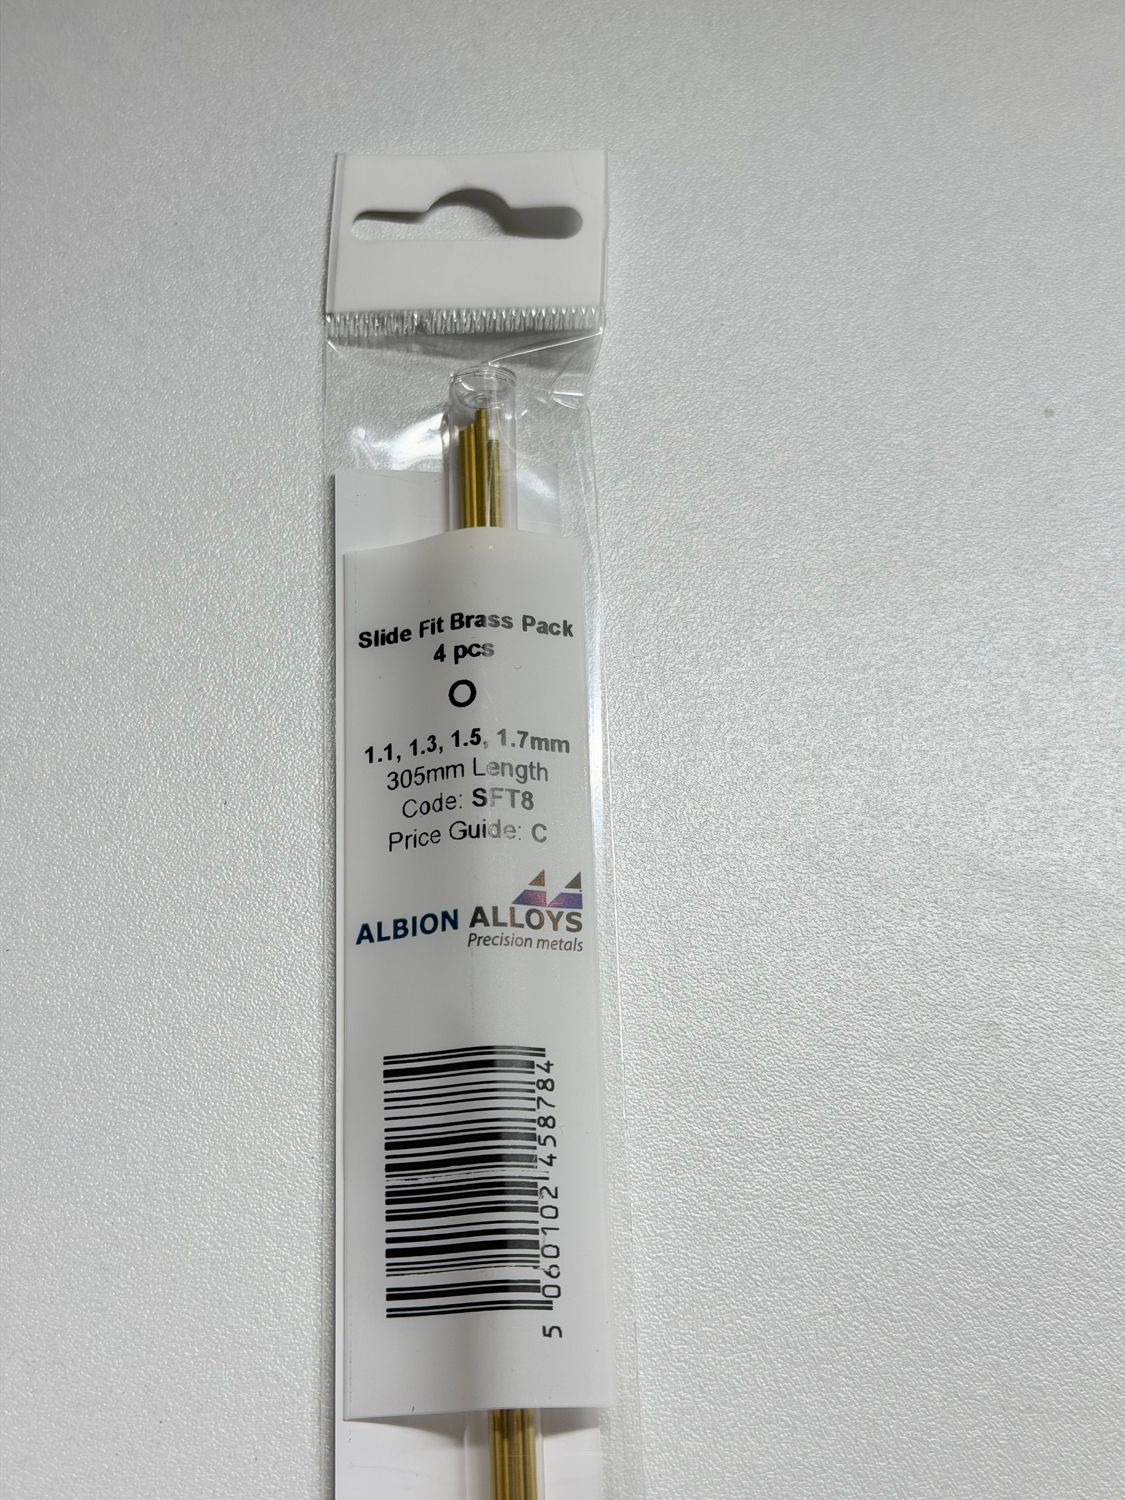 Slide Fit Brass Pack
4 pcs
1.1, 1.3, 1.5, 1.7mm
305mm Length
Code: SFT8
Price Guide: C
ALBION ALLOYS
Precision metals
5 060102 458784